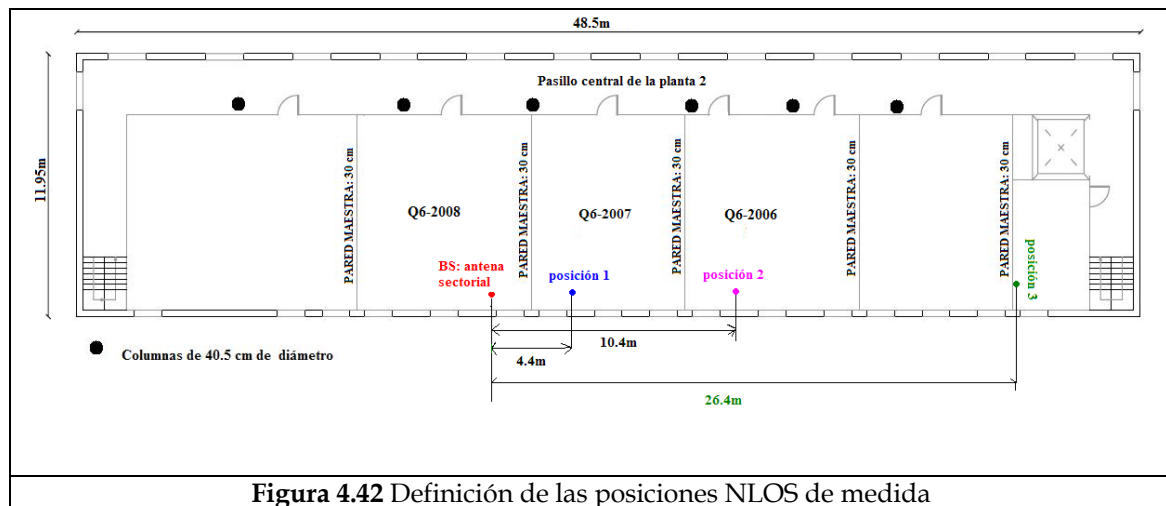 48.5m
Pasillo central de la planta 2
11.95m
PARED MAESTRA: 30 cm
PARED MAESTRA: 30 cm
PARED MAESTRA: 30 cm
PARED MAESTRA: 30 cm
PARED MAESTRA: 30 cm
Q6-2008
Q6-2007
Q6-2006
BS: antena
sectorial
posición 1
posición 2
posición 3
10.4m
4.4m
26.4m
Columnas de 40.5 cm de diámetro
Figura 4.42 Definición de las posiciones NLOS de medida